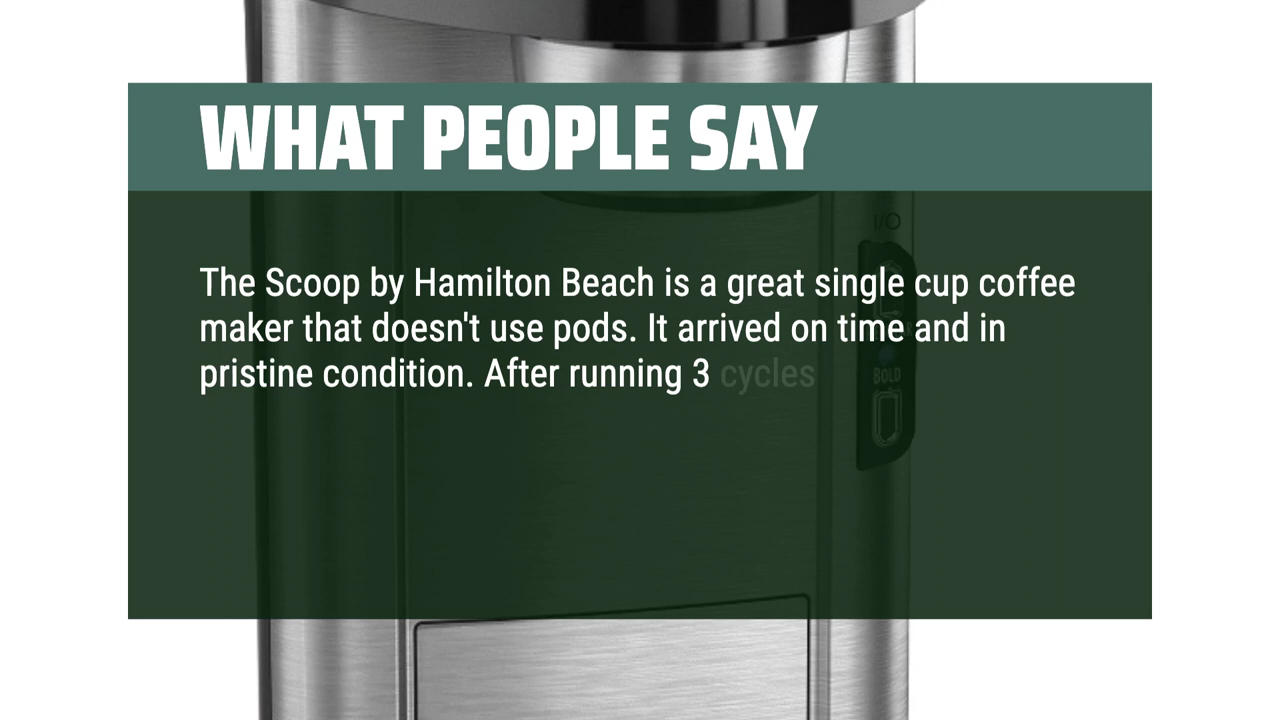 WHAT PEOPLE SAY
I/O
The Scoop by Hamilton Beach is a great single cup coffee
maker that doesn't use pods. It arrived on time and in
pristine condition. After running 3 cycles
BOLD